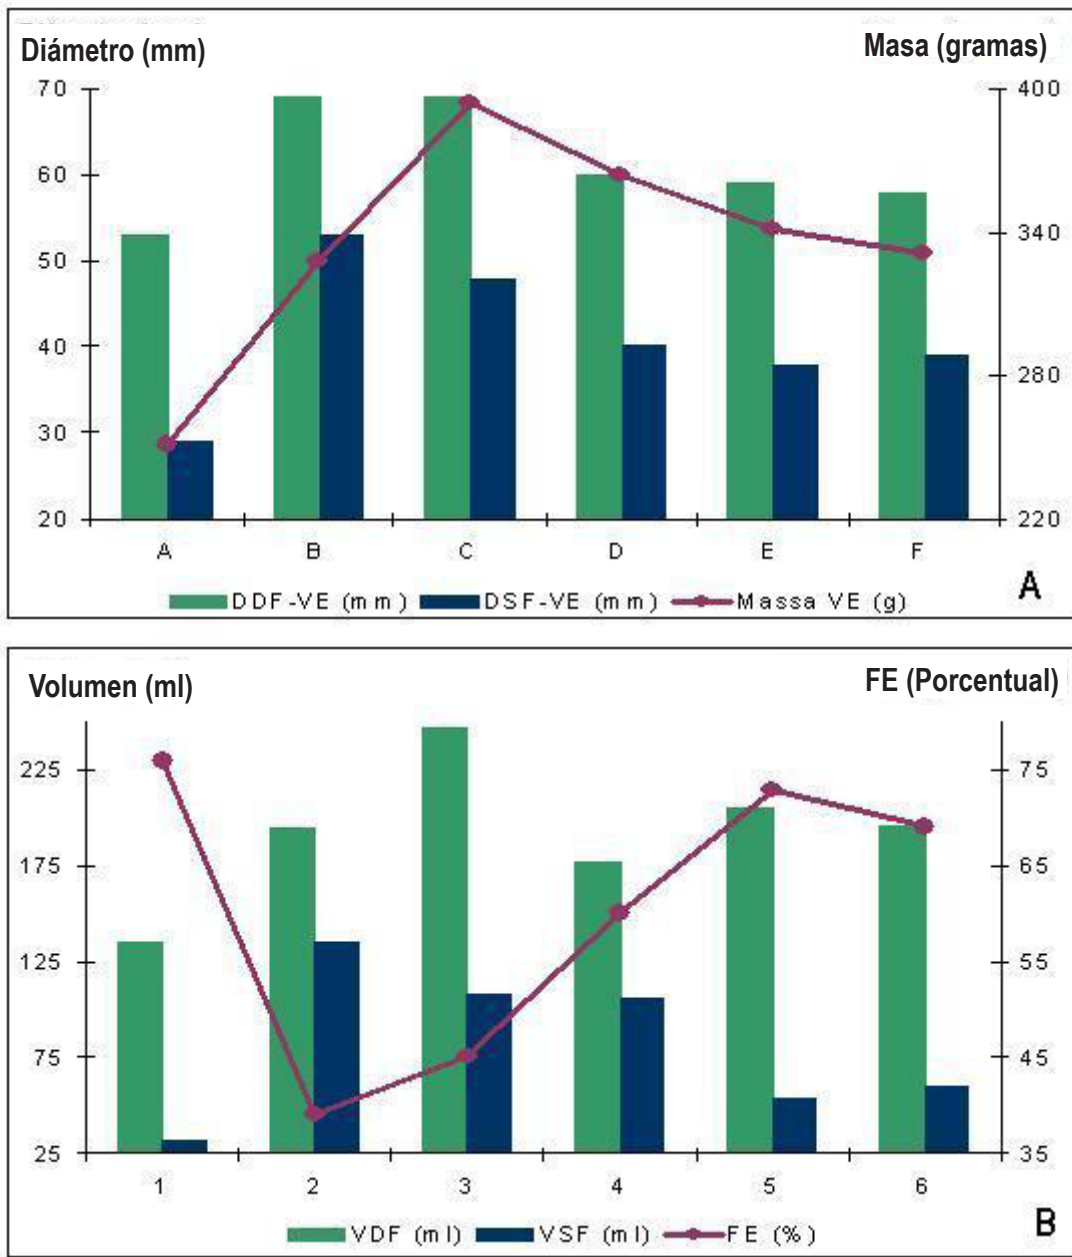 Diámetro (mm) Masa (gramas)
70 400
60
50 340
40 280
30
20 220
A B C D E F
DDF-VE (mm) DSF-VE (mm) Massa VE (g)
A
Volumen (ml) FE (Porcentual)
225 75
175 65
125 55
75 45
25 35
1 2 3 4 5 6
VDF (ml) VSF (ml) FE (%)
B